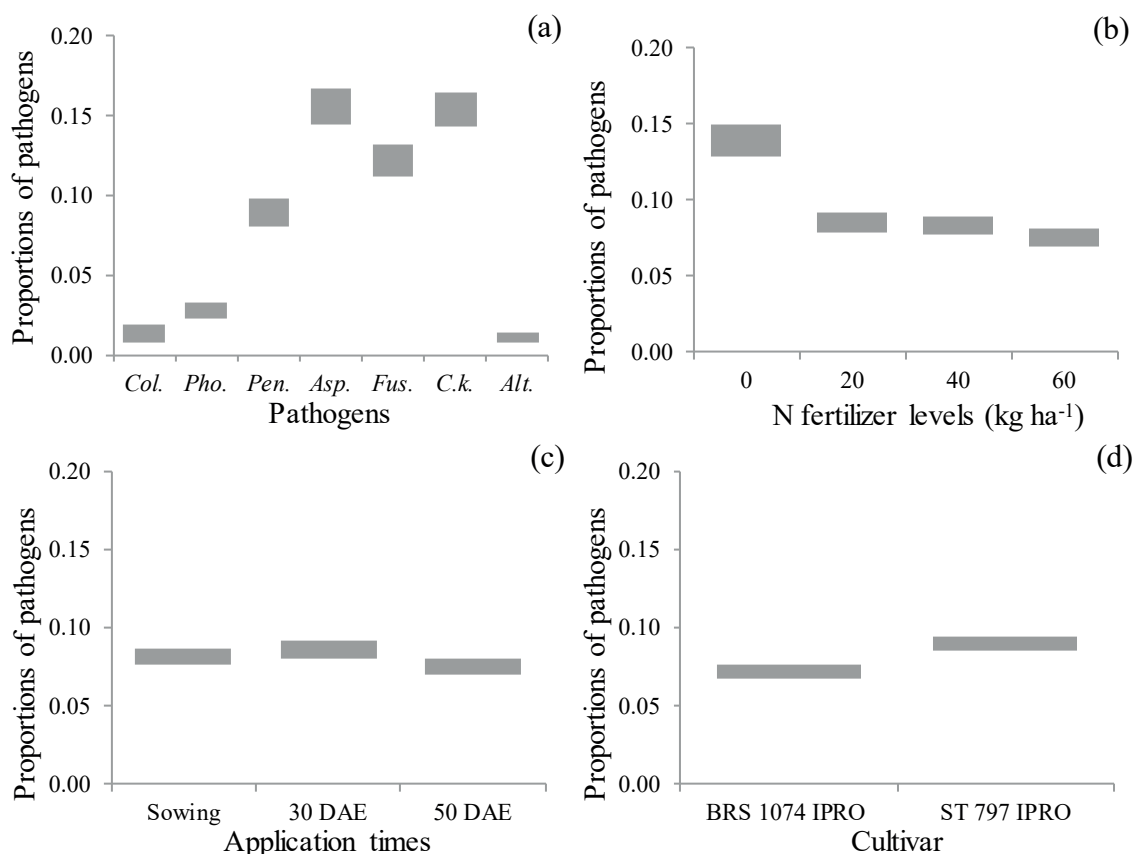 (a)
Proportions of pathogens
0.20
0.15
0.10
0.05
0.00
Col. Pho. Pen. Asp. Fus. C.k. Alt.
Pathogens
(b)
Proportions of pathogens
0.20
0.15
0.10
0.05
0.00
0 20 40 60
N fertilizer levels (kg ha⁻¹)
(c)
Proportions of pathogens
0.20
0.15
0.10
0.05
0.00
Sowing 30 DAE 50 DAE
Application times
(d)
Proportions of pathogens
0.20
0.15
0.10
0.05
0.00
BRS 1074 IPRO ST 797 IPRO
Cultivar